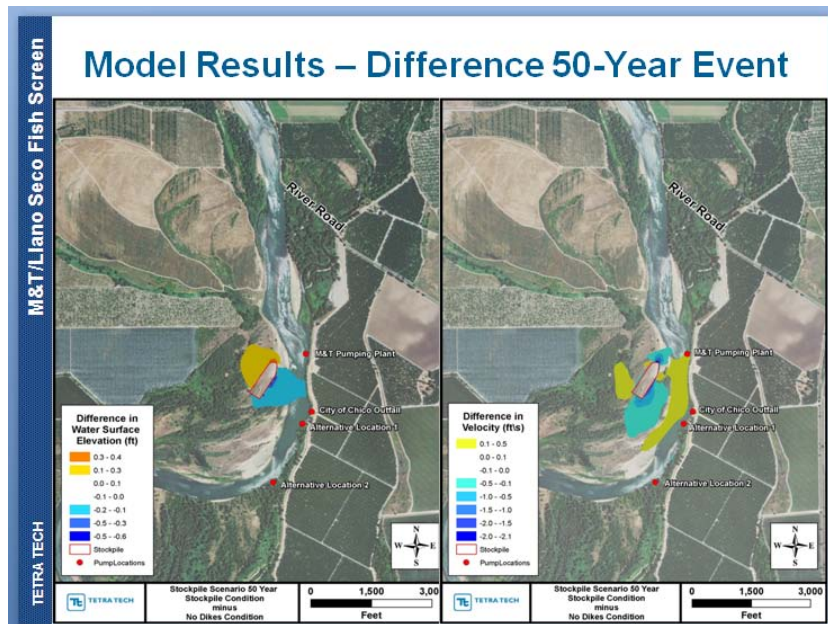 Model Results – Difference 50-Year Event
M&T/Llano Seco Fish Screen
TETRA TECH
River Road
M&T Pumping Plant
City of Chico Outfall
Alternative Location 1
Alternative Location 2
Difference in
Water Surface
Elevation (ft)
0.3 - 0.4
0.1 - 0.3
0.0 - 0.1
-0.1 - 0.0
-0.2 - -0.1
-0.5 - -0.3
-0.5 - -0.6
Stockpile
PumpLocations
N
W E
S
TETRA TECH
Stockpile Scenario 50 Year
Stockpile Condition
minus
No Dikes Condition
0 1,500 3,00
Feet
River Road
M&T Pumping Plant
City of Chico Outfall
Alternative Location 1
Alternative Location 2
Difference in
Velocity (ft\s)
0.1 - 0.5
0.0 - 0.1
-0.1 - 0.0
-0.5 - -0.1
-1.0 - -0.5
-1.5 - -1.0
-2.0 - -1.5
-2.0 - -2.1
Stockpile
PumpLocations
N
W E
S
TETRA TECH
Stockpile Scenario 50 Year
Stockpile Condition
minus
No Dikes Condition
0 1,500 3,000
Feet